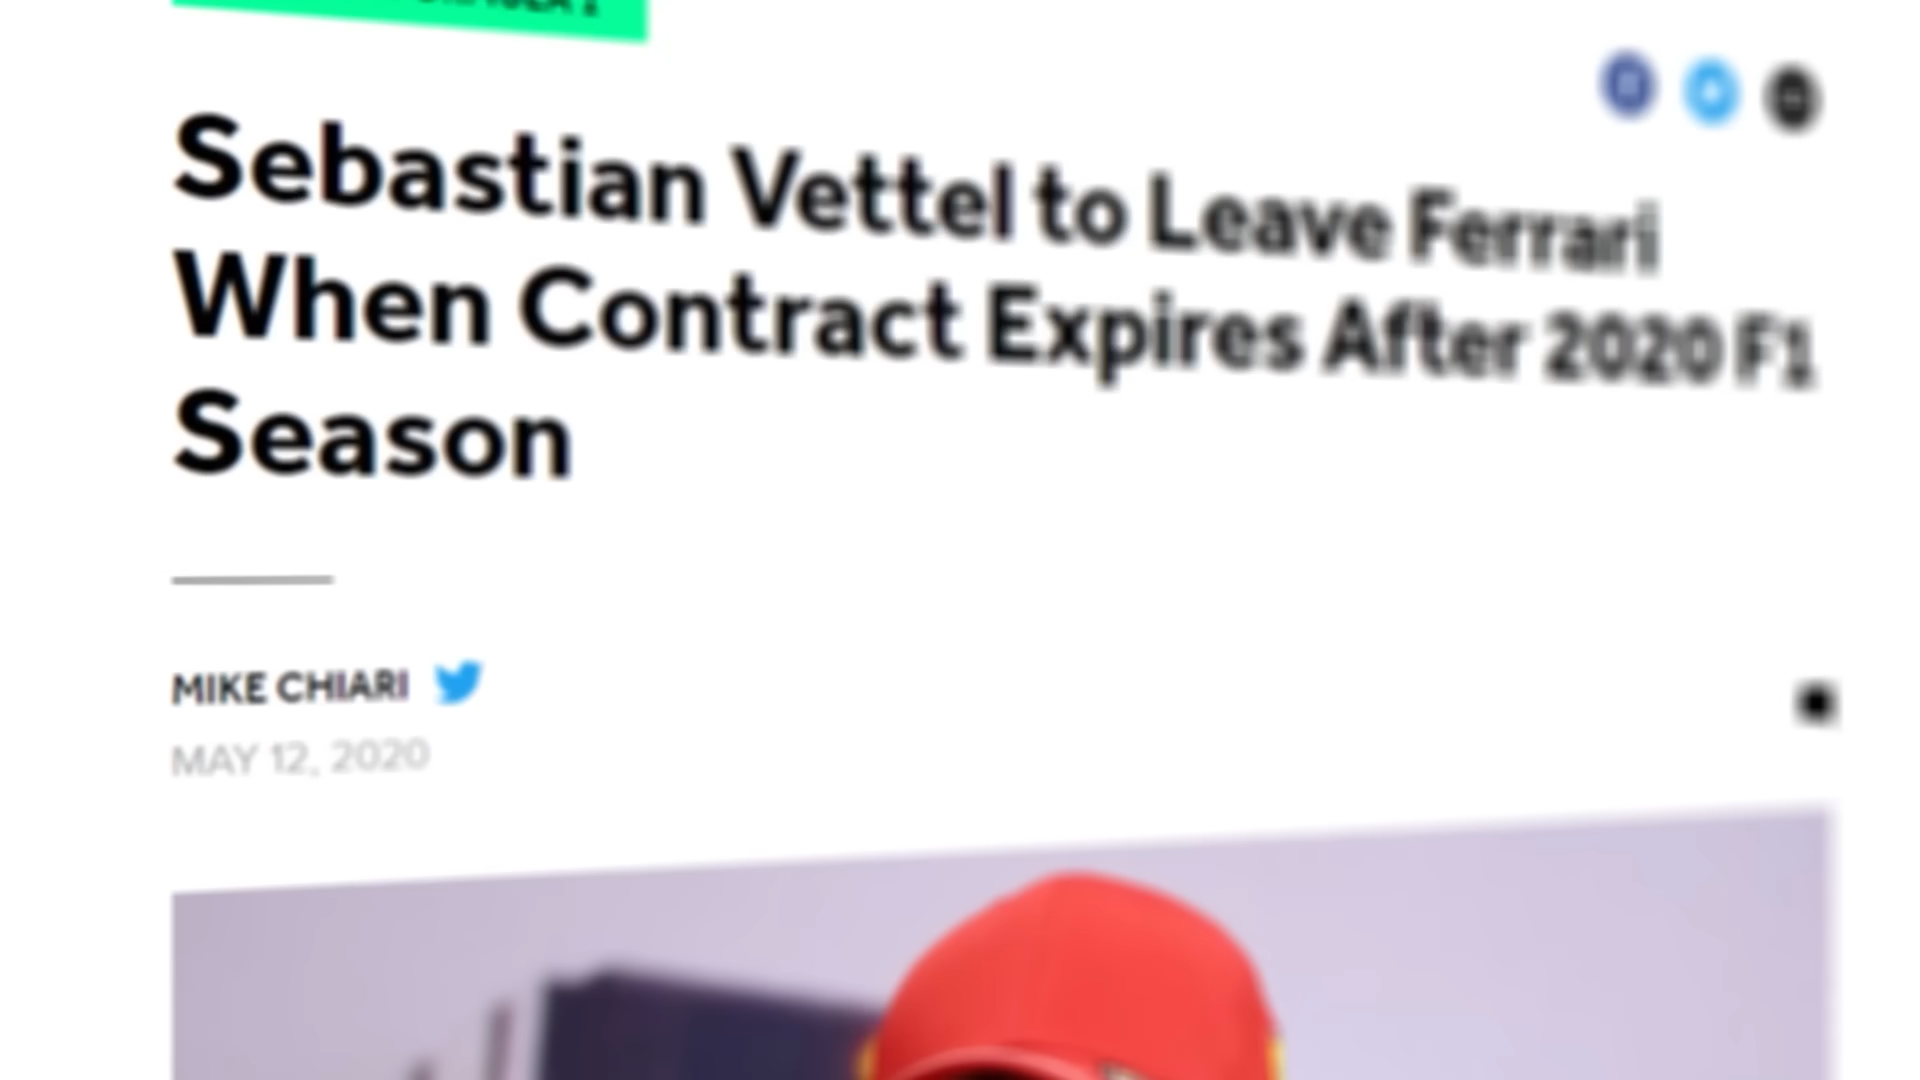 Sebastian Vettel to Leave Ferrari
When Contract Expires After 2020 F1
Season
MIKE CHIARI
MAY 12, 2020